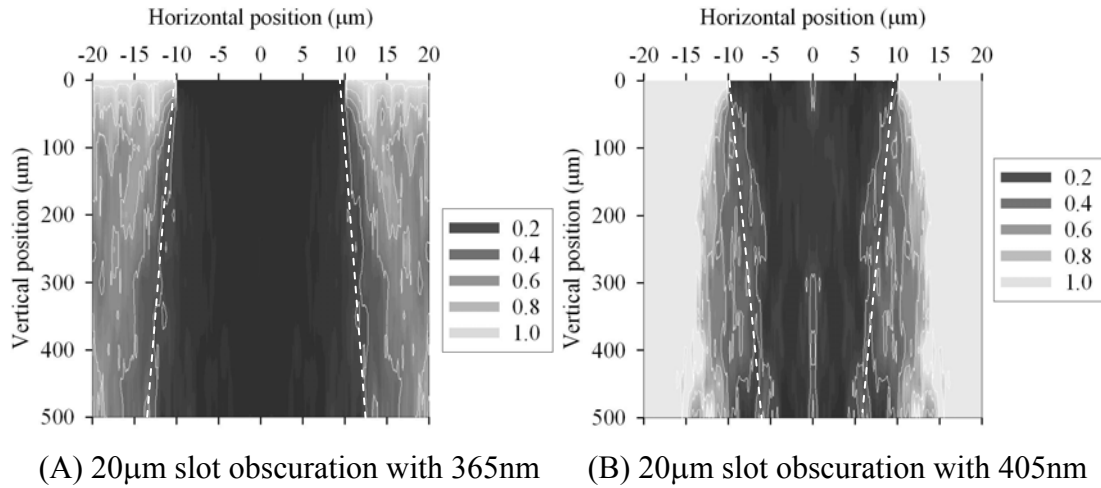 Horizontal position (μm)
-20 -15 -10 -5 0 5 10 15 20
Vertical position (μm)
0
100
200
300
400
500
0.2
0.4
0.6
0.8
1.0
(A) 20μm slot obscuration with 365nm
Horizontal position (μm)
-20 -15 -10 -5 0 5 10 15 20
Vertical position (μm)
0
100
200
300
400
500
0.2
0.4
0.6
0.8
1.0
(B) 20μm slot obscuration with 405nm